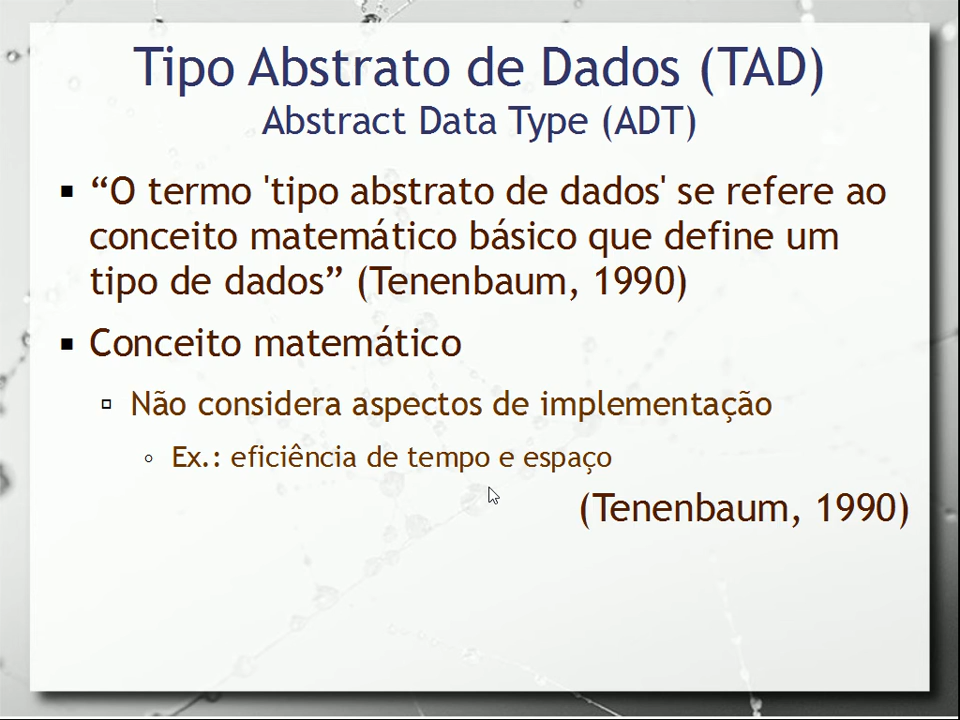 Tipo Abstrato de Dados (TAD)
Abstract Data Type (ADT)
“O termo 'tipo abstrato de dados' se refere ao
conceito matemático básico que define um
tipo de dados” (Tenenbaum, 1990)
Conceito matemático
Não considera aspectos de implementação
Ex.: eficiência de tempo e espaço
(Tenenbaum, 1990)